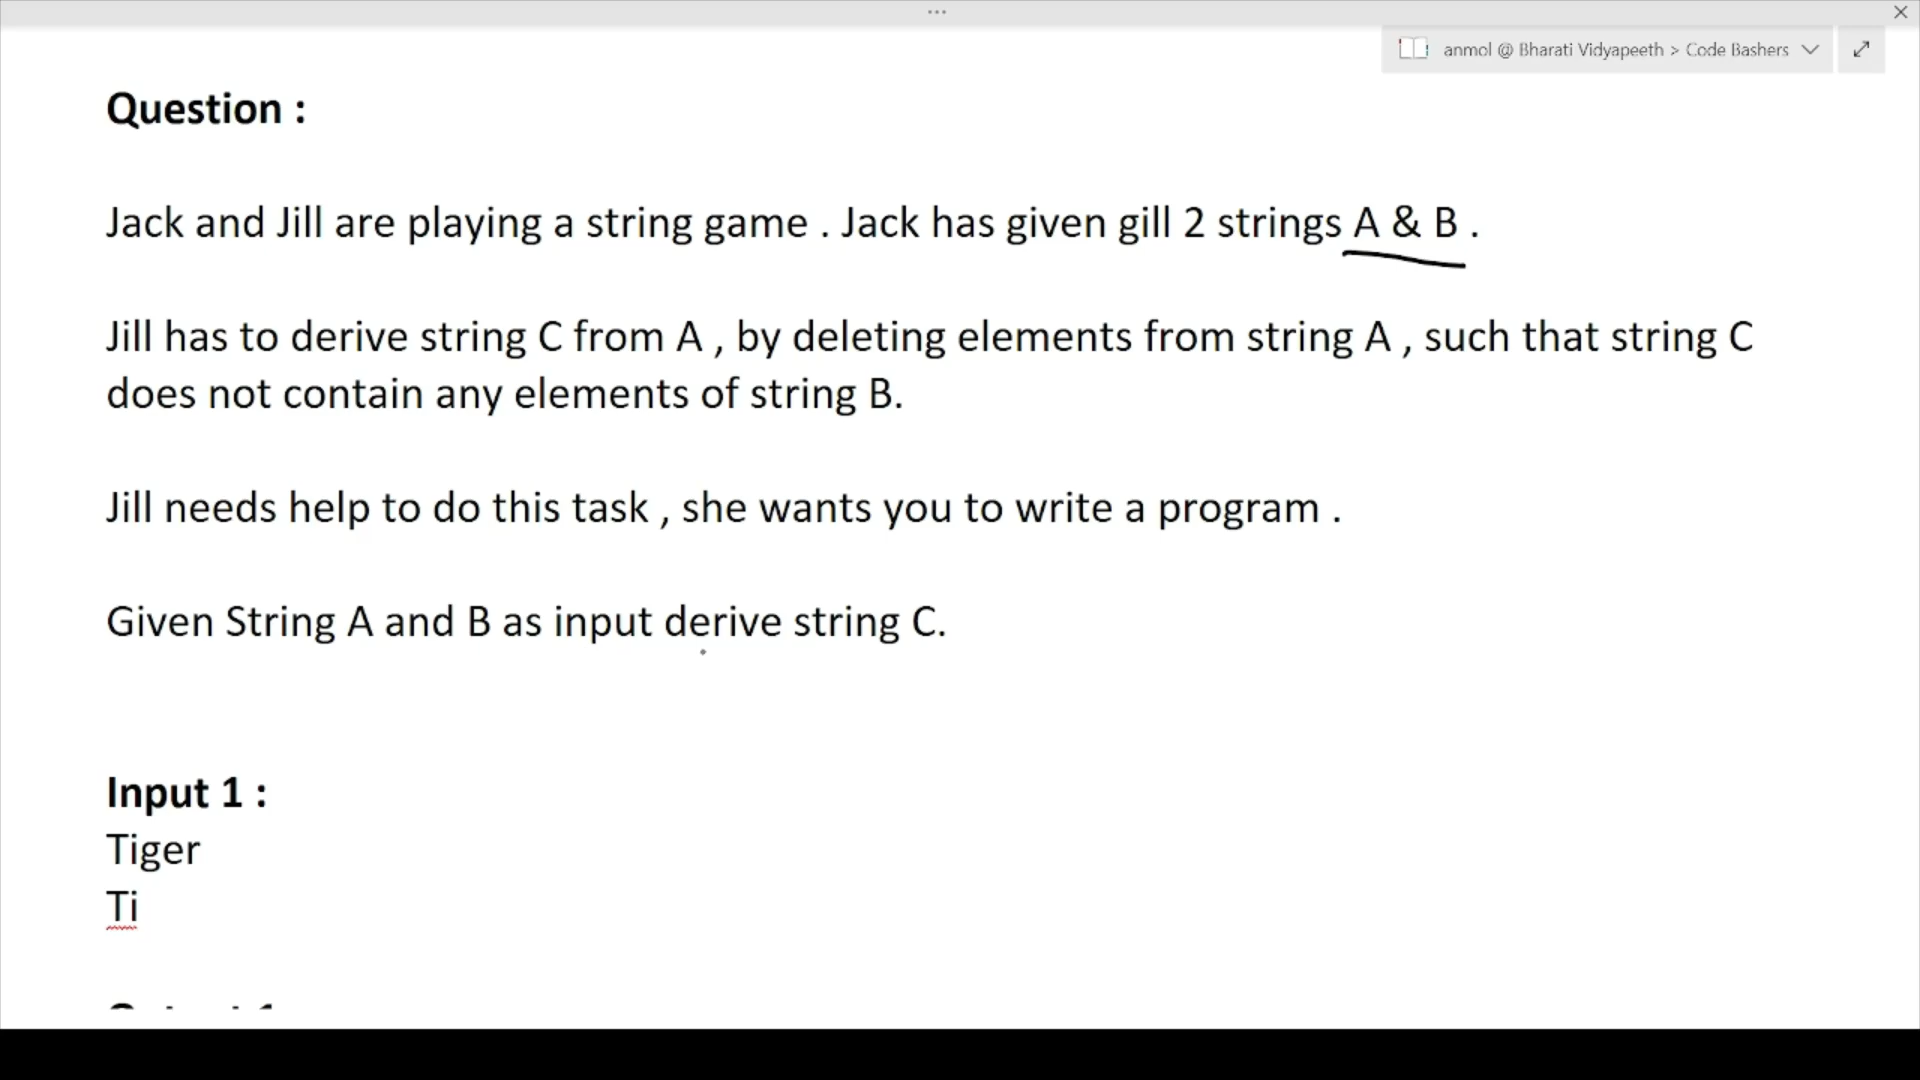 anmol @ Bharati Vidyapeeth > Code Bashers
Question :
Jack and Jill are playing a string game . Jack has given gill 2 strings A & B .
Jill has to derive string C from A , by deleting elements from string A , such that string C
does not contain any elements of string B.
Jill needs help to do this task , she wants you to write a program .
Given String A and B as input derive string C.
Input 1 :
Tiger
Ti